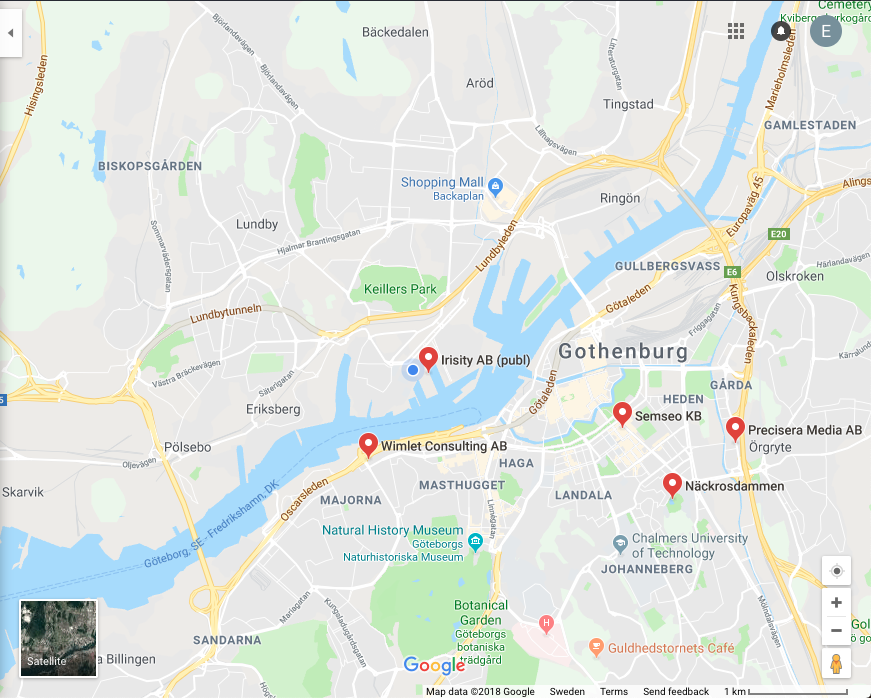 Cemetery
Kvibergs kyrkogård
E
Bäckedalen
Björlandavägen
Hisingsleden
Litteraturgatan
Marieholmsleden
Aröd
Björlandavägen
Tingstad
GAMLESTADEN
Lillhagsvägen
BISKOPSGÅRDEN
Shopping Mall
Backaplan
Europaväg 45
Alings
Ringön
Lundby
Sommarvädersgatan
Hjalmar Brantingsgatan
Lundbyleden
E20
GULLBERGSVASS
E6
Härlandavägen
Olskroken
Keillers Park
Götaleden
Kungsbackaleden
Lundbytunneln
Friggagatan
Gothenburg
Irisity AB (publ)
Kärralund
Västra Bräckevägen
Säterigatan
GÅRDA
Götaleden
HEDEN
Eriksberg
Semseo KB
Precisera Media AB
Örgryte
Pölsebo
Wimlet Consulting AB
Oljevägen
HAGA
Skarvik
MASTHUGGET
Näckrosdammen
Oscarsleden
MAJORNA
LANDALA
Linnégatan
Göteborg, SE - Fredrikshamn, DK
Natural History Museum
Göteborgs
Naturhistoriska Museum
Chalmers University
of Technology
JOHANNEBERG
Mariagatan
Kungsladugårdsgatan
Botanical
Garden
Göteborgs
botaniska
trädgård
H
Mölndalsvägen
SANDARNA
Guldhedstornets Café
Satellite
a Billingen
Google
Map data ©2018 Google
Sweden
Terms
Send feedback
1 km